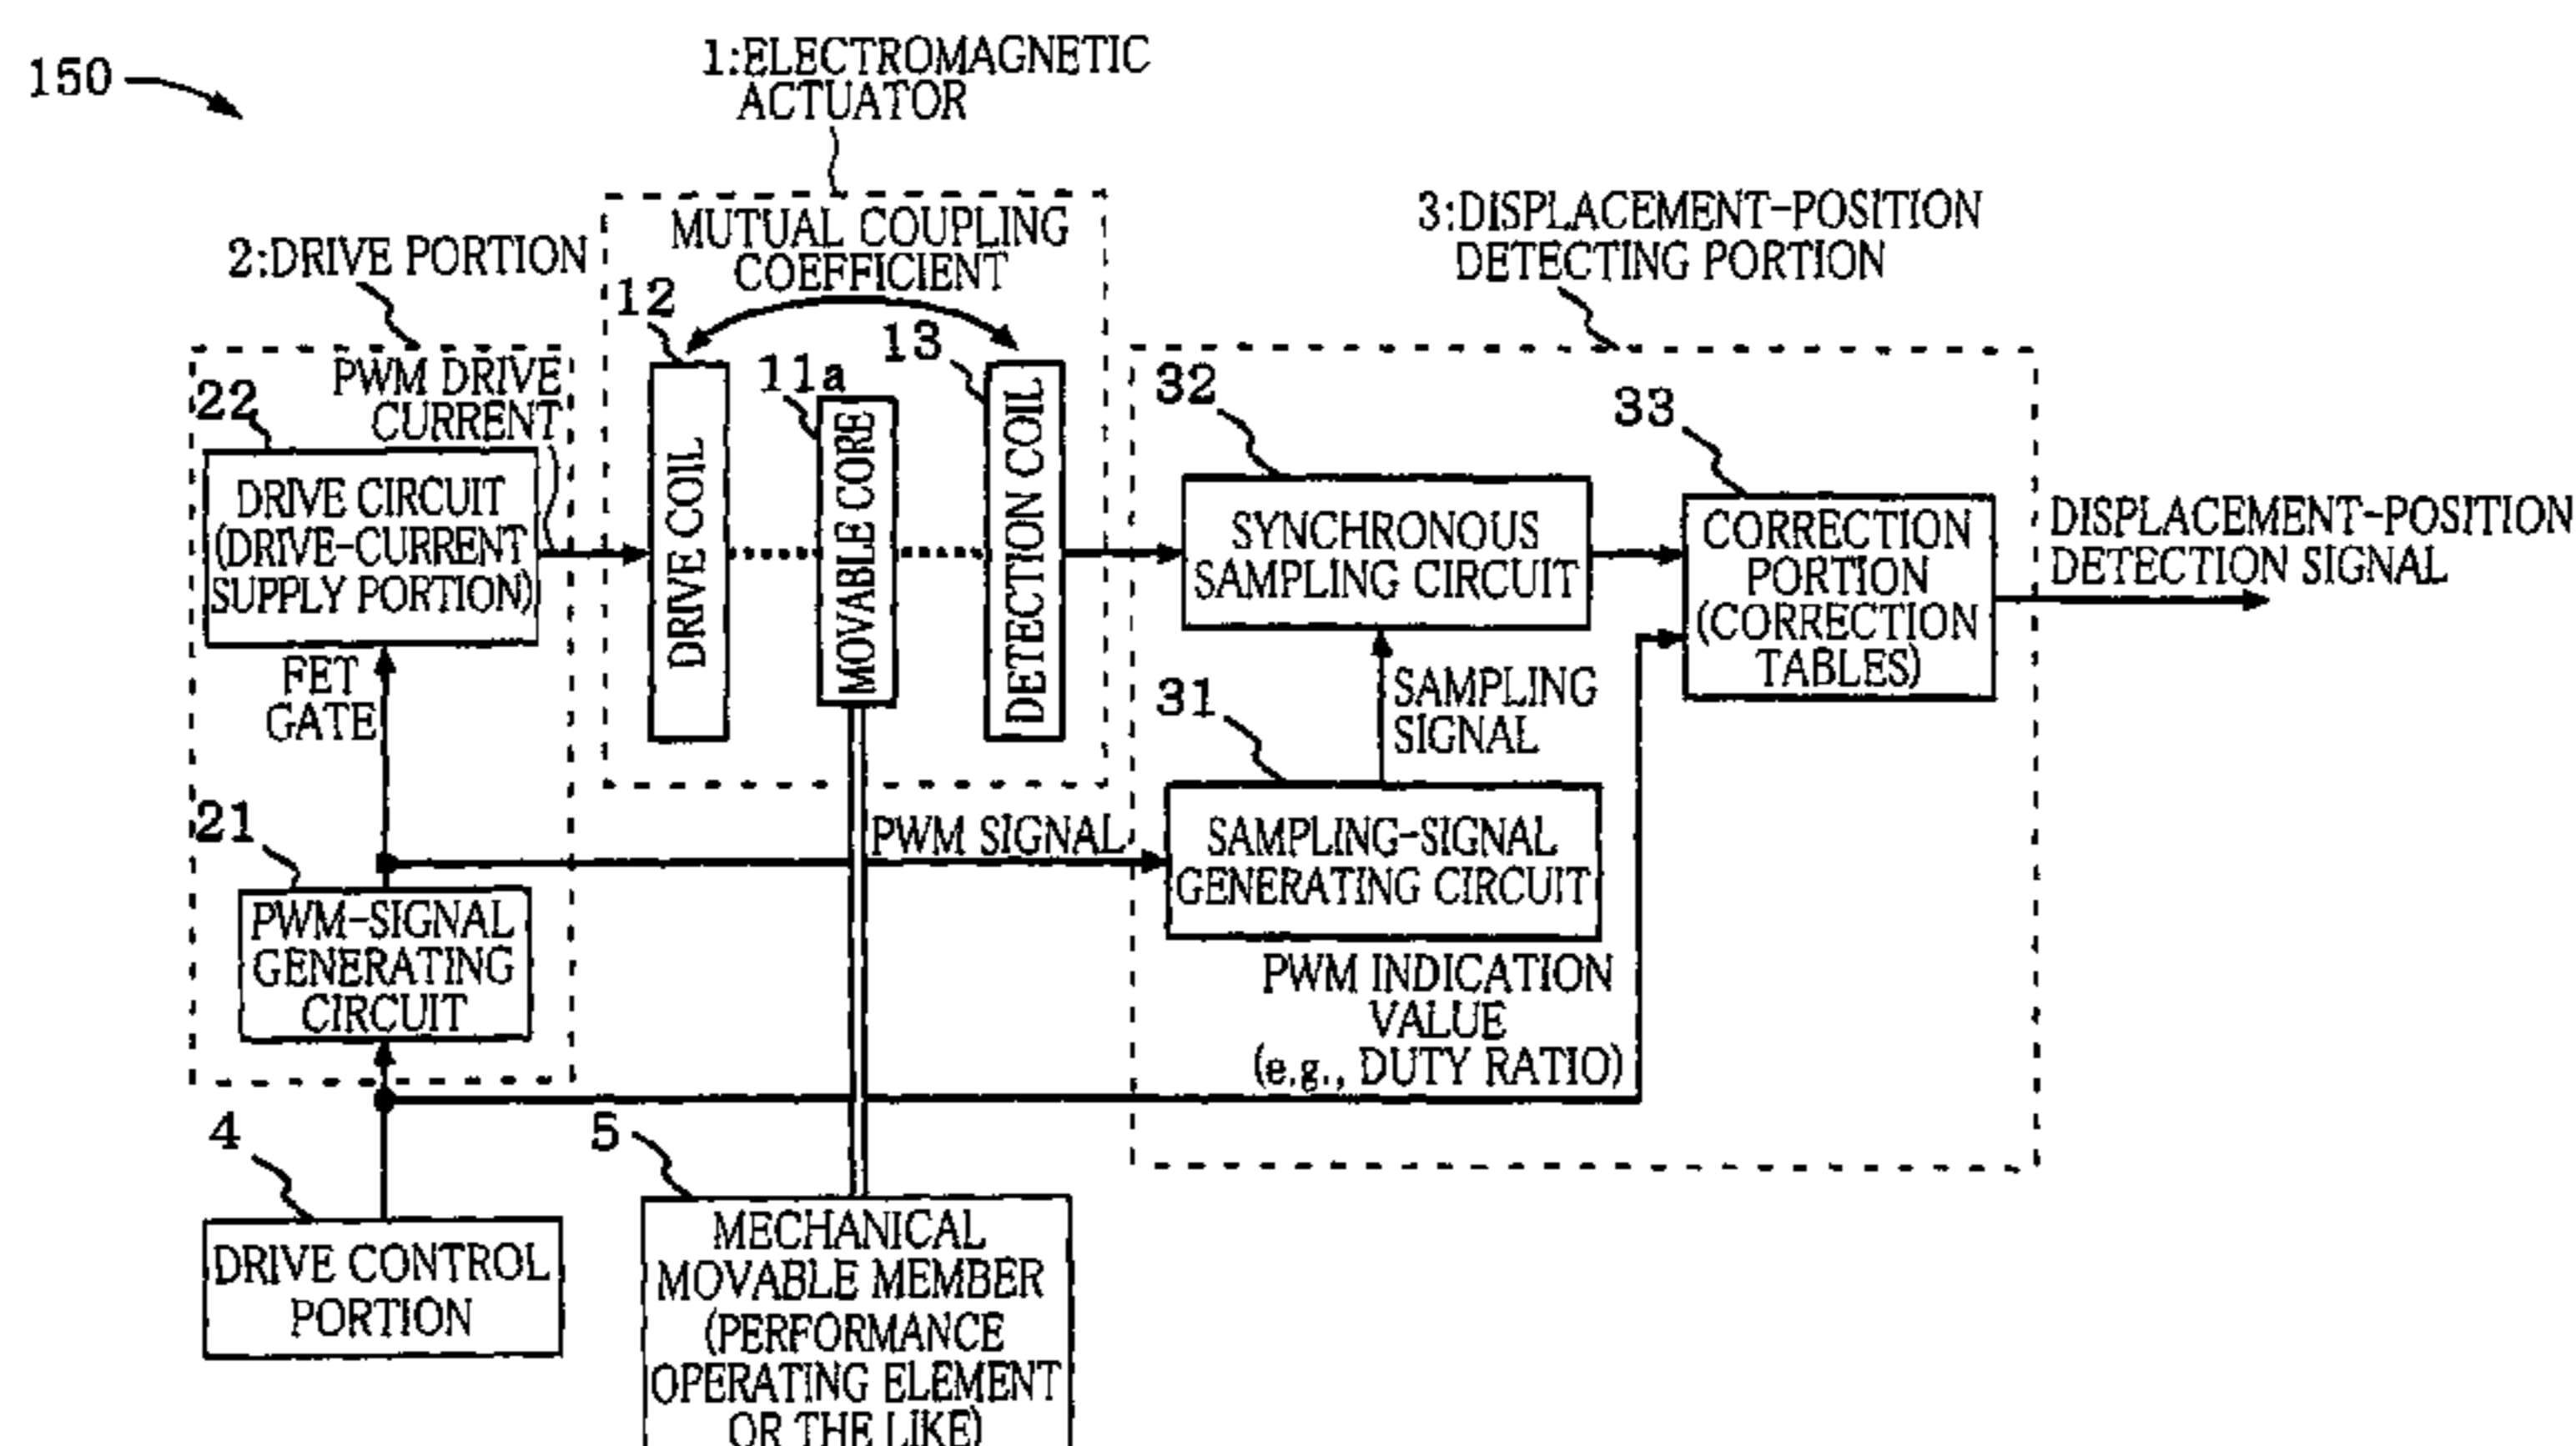 150
1:ELECTROMAGNETIC
ACTUATOR
2:DRIVE PORTION
MUTUAL COUPLING
COEFFICIENT
3:DISPLACEMENT-POSITION
DETECTING PORTION
12
11a
13
DRIVE COIL
MOVABLE CORE
DETECTION COIL
PWM DRIVE
CURRENT
22
DRIVE CIRCUIT
(DRIVE-CURRENT
SUPPLY PORTION)
FET
GATE
21
PWM-SIGNAL
GENERATING
CIRCUIT
32
SYNCHRONOUS
SAMPLING CIRCUIT
33
CORRECTION
PORTION
(CORRECTION
TABLES)
DISPLACEMENT-POSITION
DETECTION SIGNAL
SAMPLING
SIGNAL
31
PWM SIGNAL
SAMPLING-SIGNAL
GENERATING CIRCUIT
PWM INDICATION
VALUE
(e.g., DUTY RATIO)
4
DRIVE CONTROL
PORTION
5
MECHANICAL
MOVABLE MEMBER
(PERFORMANCE
OPERATING ELEMENT
OR THE LIKE)